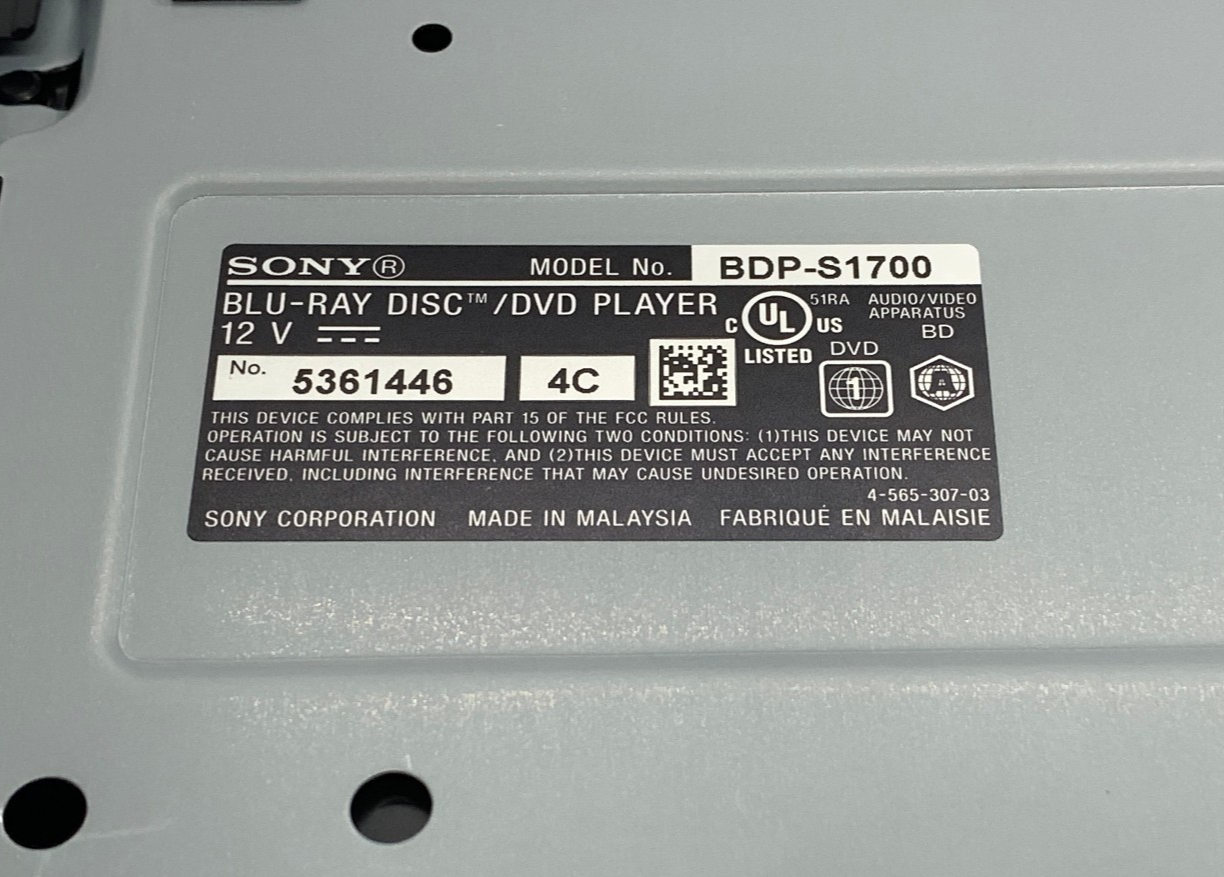 SONY® MODEL No. BDP-S1700
BLU-RAY DISC™/DVD PLAYER
12 V
C UL US LISTED
51RA AUDIO/VIDEO
APPARATUS
BD
DVD
1
A
No. 5361446 4C
THIS DEVICE COMPLIES WITH PART 15 OF THE FCC RULES.
OPERATION IS SUBJECT TO THE FOLLOWING TWO CONDITIONS: (1)THIS DEVICE MAY NOT
CAUSE HARMFUL INTERFERENCE, AND (2)THIS DEVICE MUST ACCEPT ANY INTERFERENCE
RECEIVED, INCLUDING INTERFERENCE THAT MAY CAUSE UNDESIRED OPERATION.
4-565-307-03
SONY CORPORATION MADE IN MALAYSIA FABRIQUÉ EN MALAISIE